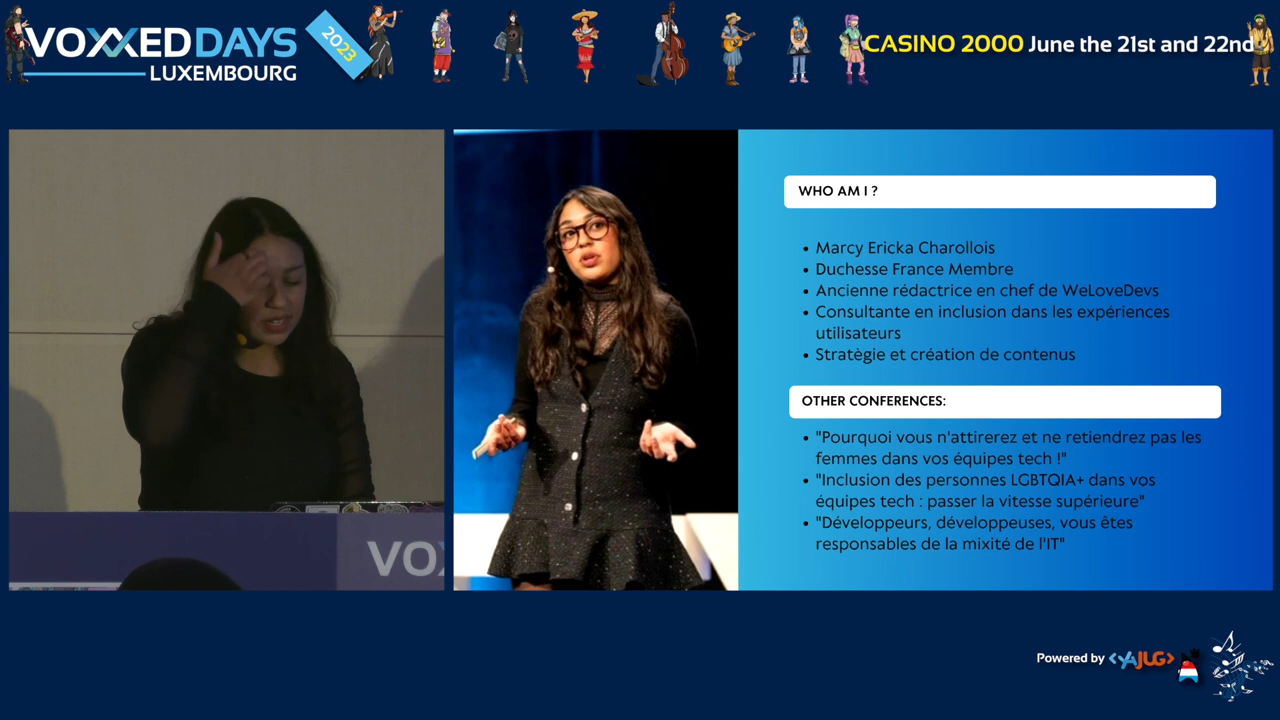 VOXXED DAYS
LUXEMBOURG
2023
CASINO 2000 June the 21st and 22nd
WHO AM I ?
• Marcy Ericka Charollois
• Duchesse France Membre
• Ancienne rédactrice en chef de WeLoveDevs
• Consultante en inclusion dans les expériences
utilisateurs
• Stratègie et création de contenus
OTHER CONFERENCES:
• "Pourquoi vous n'attirerez et ne retiendrez pas les
femmes dans vos équipes tech !"
• "Inclusion des personnes LGBTQIA+ dans vos
équipes tech : passer la vitesse supérieure"
• "Développeurs, développeuses, vous êtes
responsables de la mixité de l'IT"
VOX
Powered by <YAJUG>